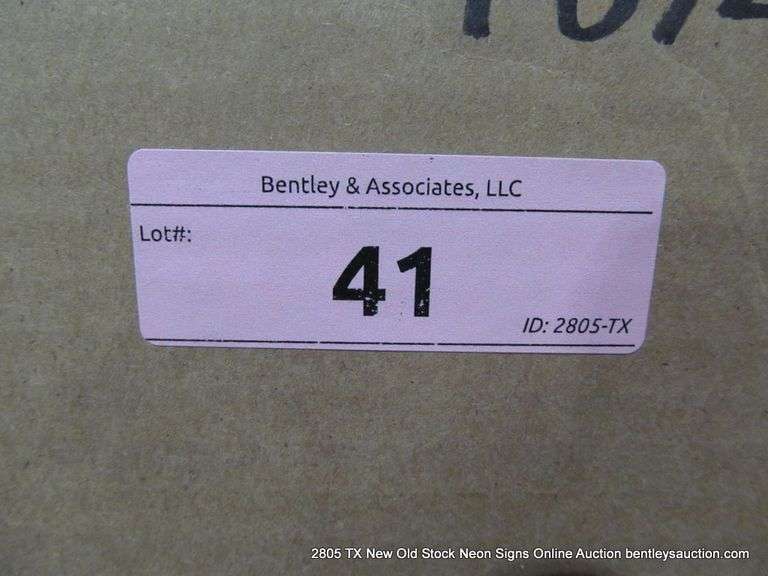 Bentley & Associates, LLC
Lot#:
41
ID: 2805-TX
2805 TX New Old Stock Neon Signs Online Auction bentleysauction.com